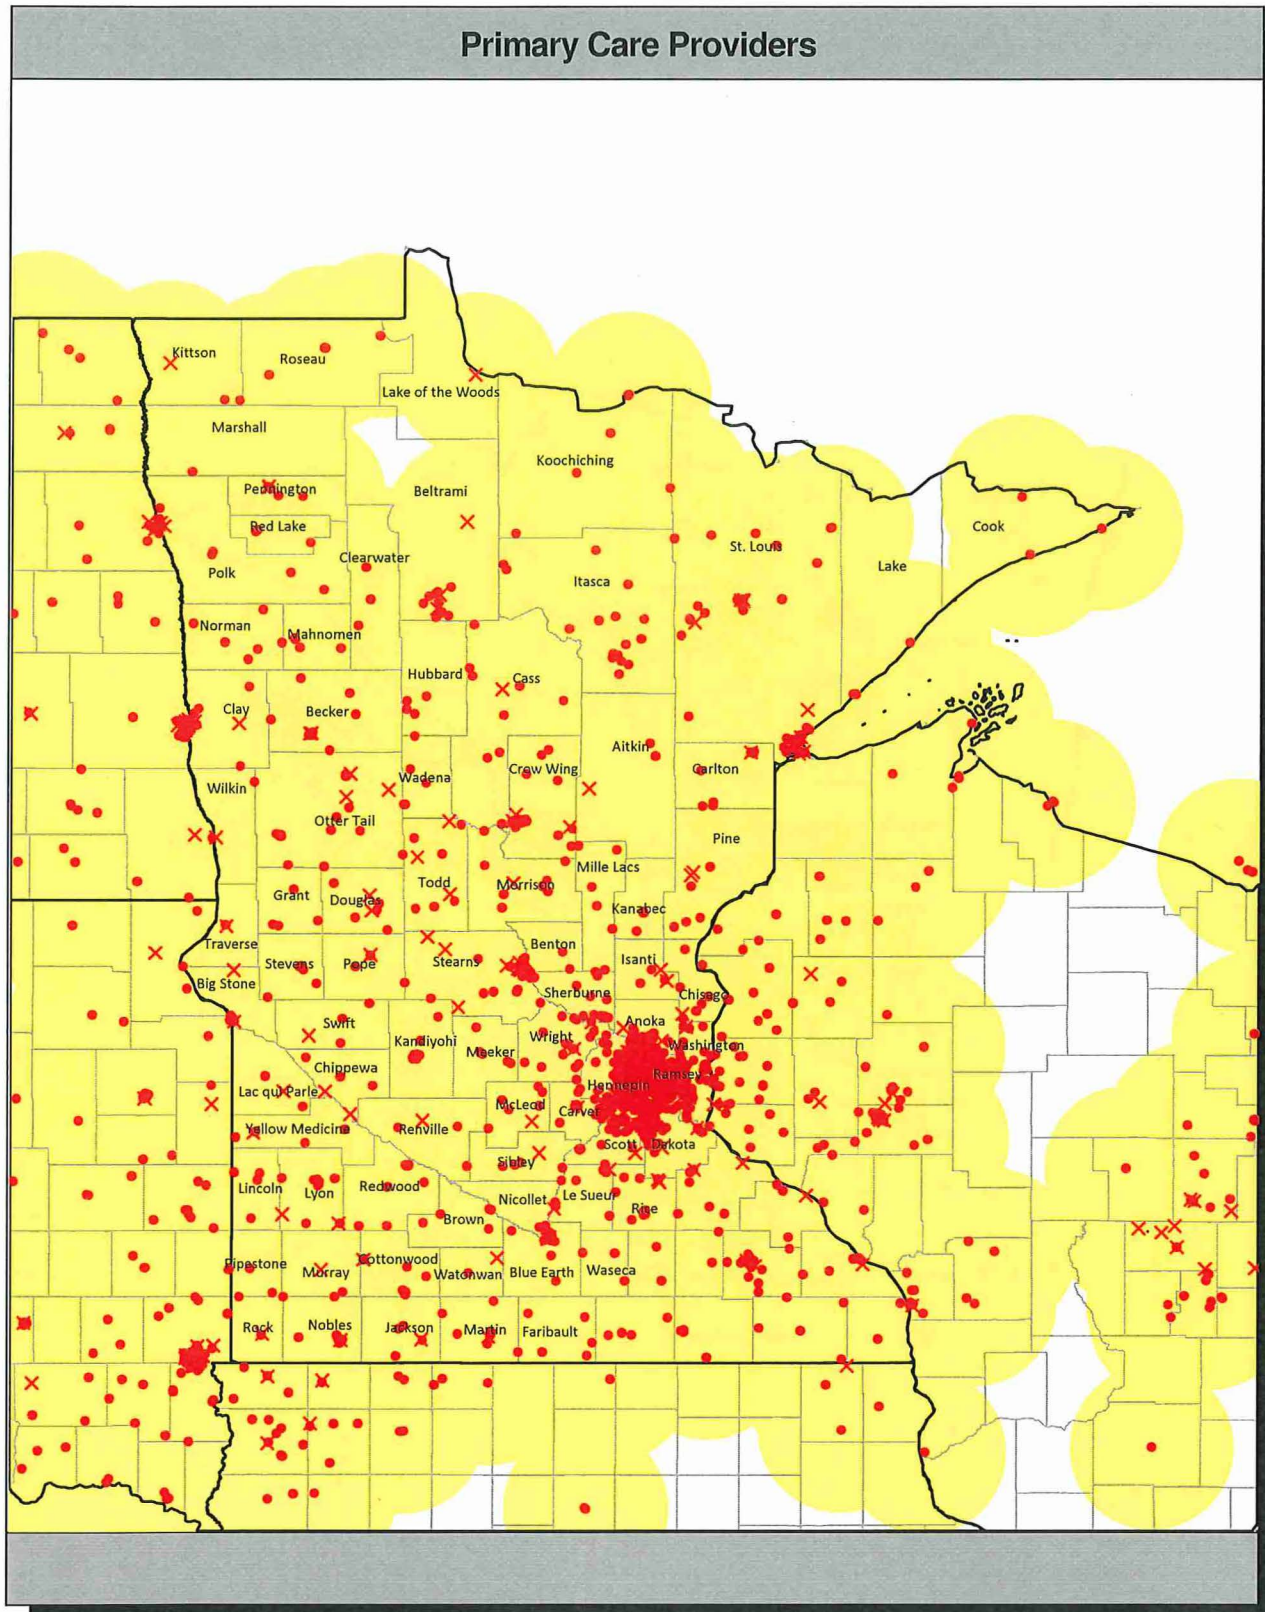 Primary Care Providers
Kittson
Roseau
Lake of the Woods
Marshall
Koochiching
Pennington
Beltrami
Red Lake
Cook
St. Louis
Clearwater
Lake
Polk
Itasca
Norman
Mahnomen
Hubbard
Cass
Clay
Becker
Aitkin
Carlton
Crow Wing
Wadena
Wilkin
Otter Tail
Pine
Mille Lacs
Todd
Morrison
Grant
Douglas
Kanabec
Traverse
Benton
Stevens
Pope
Stearns
Isanti
Big Stone
Sherburne
Chisago
Swift
Anoka
Kandiyohi
Wright
Meeker
Washington
Chippewa
Ramsey
Hennepin
Lac qui Parle
McLeod
Carver
Yellow Medicine
Renville
Scott
Dakota
Sibley
Lincoln
Lyon
Redwood
Nicollet
Le Sueur
Rice
Brown
Pipestone
Murray
Cottonwood
Watonwan
Blue Earth
Waseca
Rock
Nobles
Jackson
Martin
Faribault